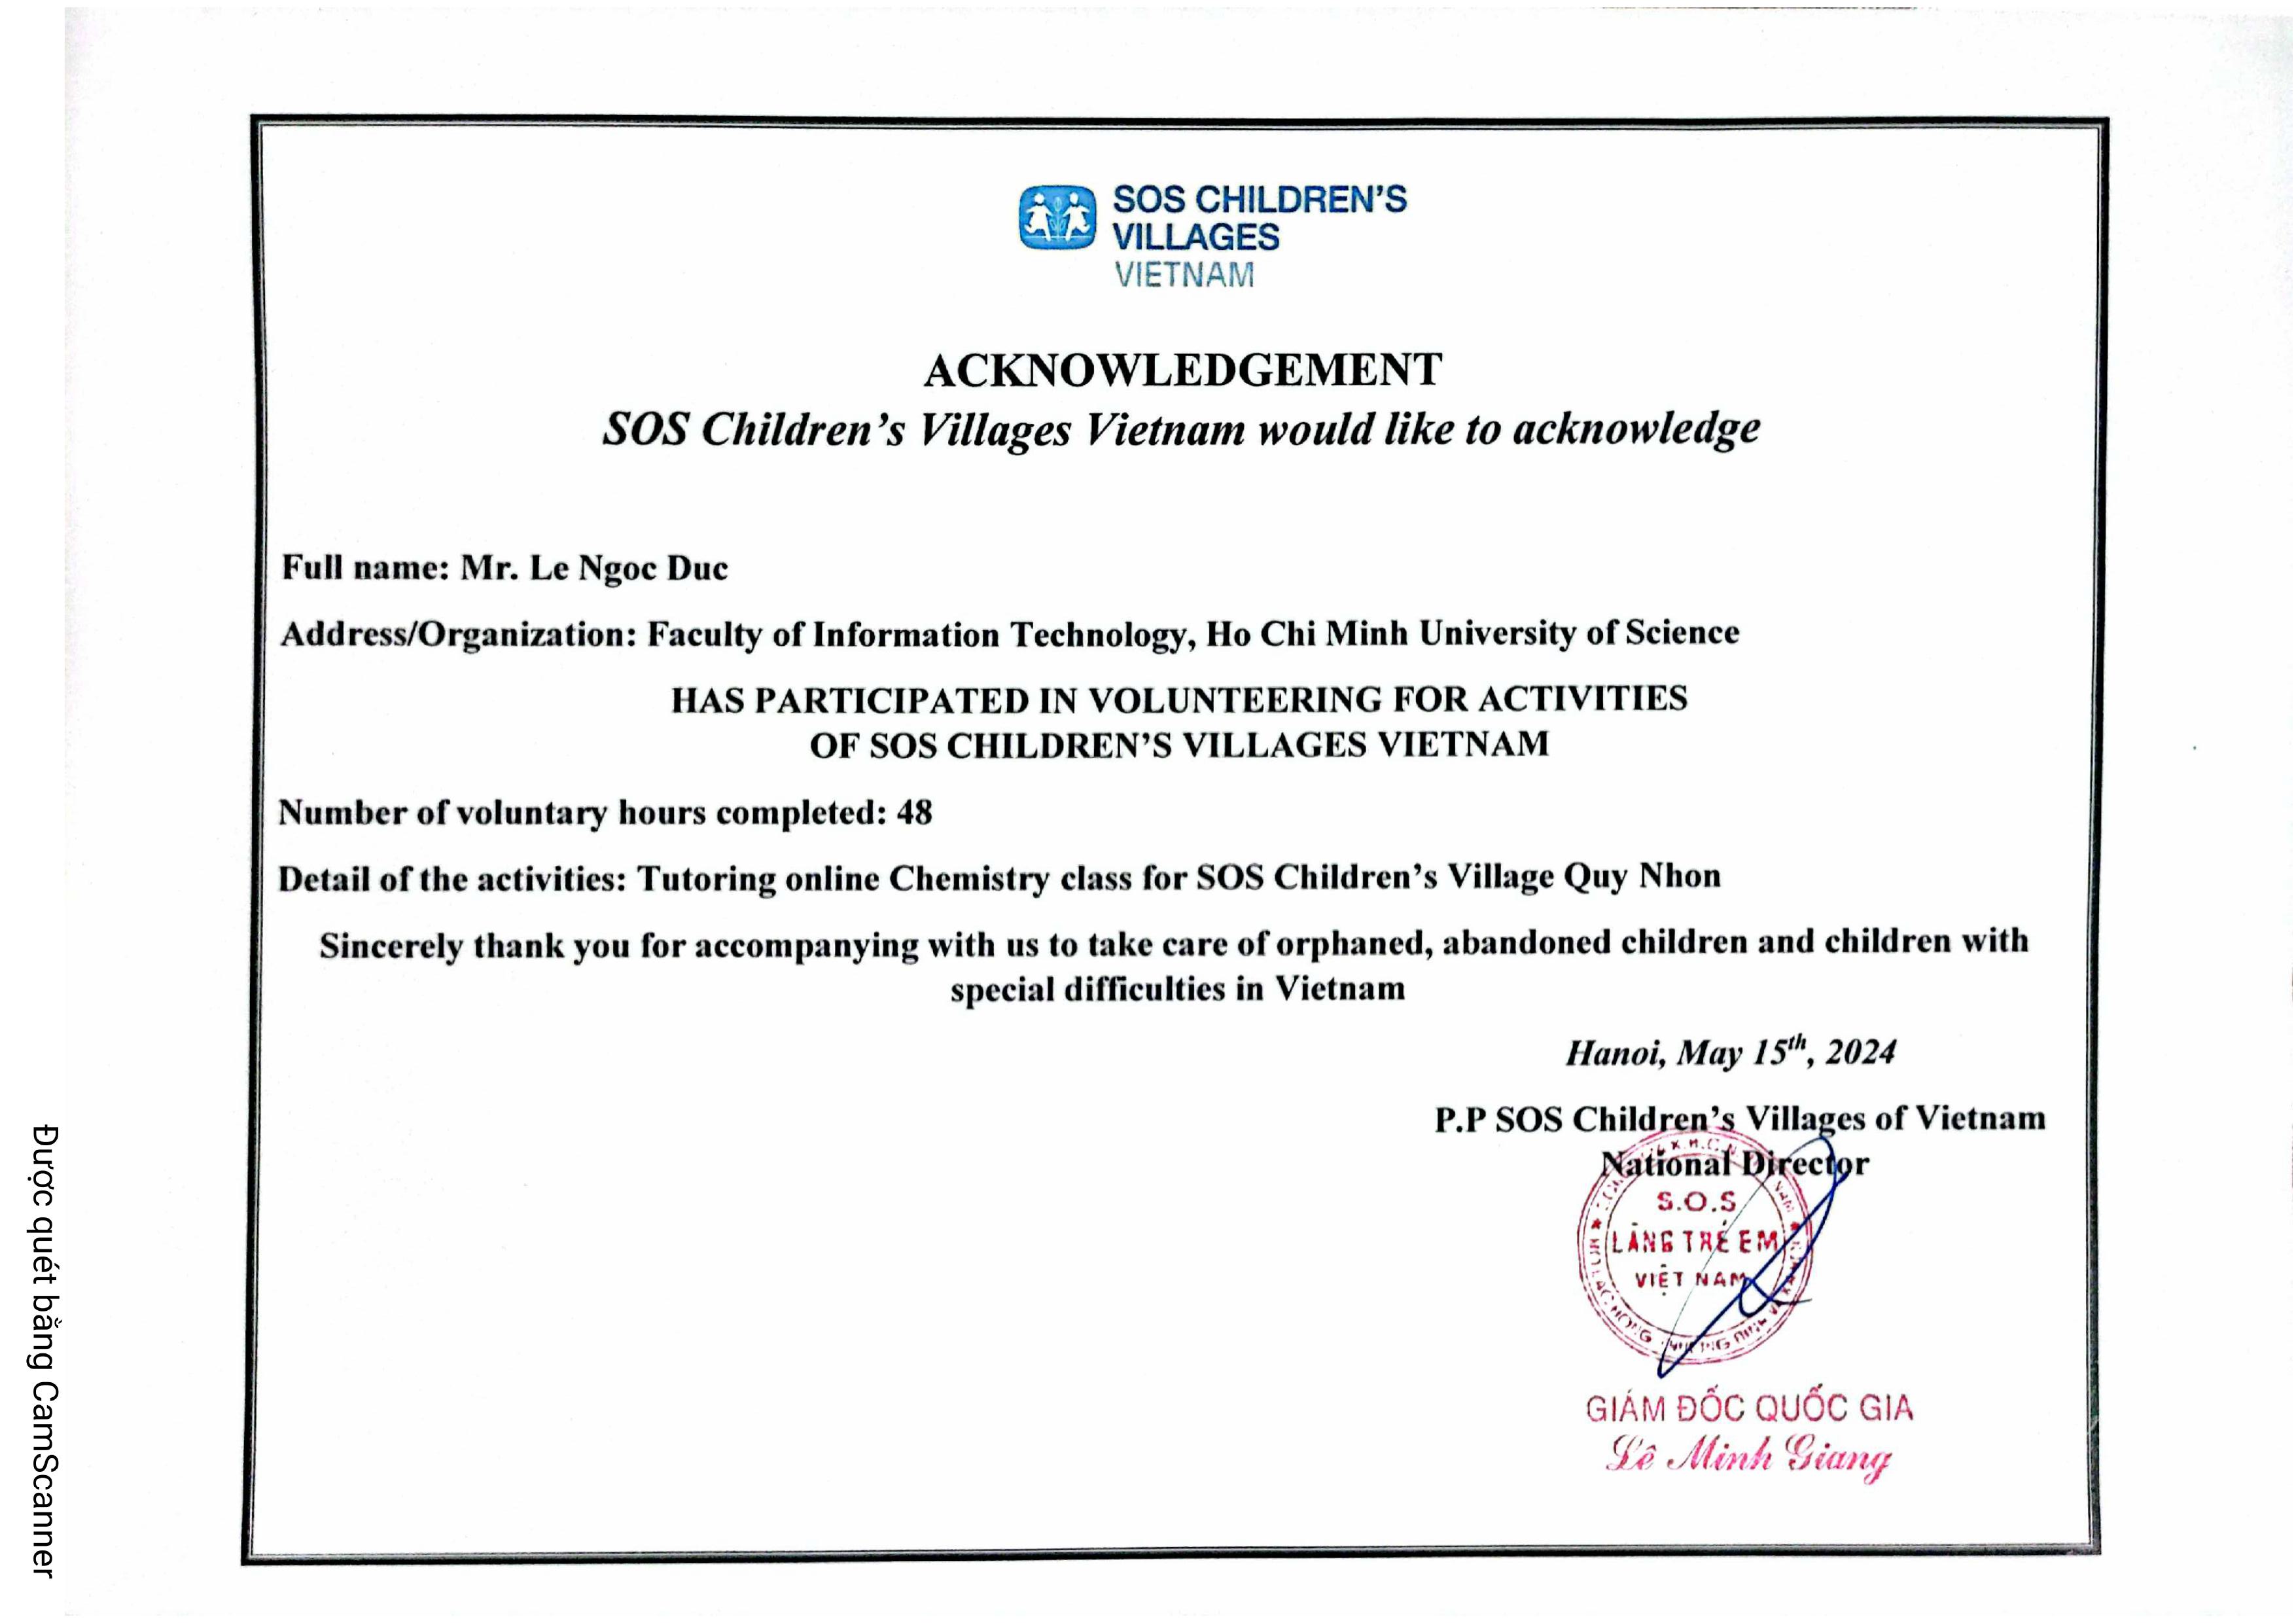 SOS CHILDREN'S
VILLAGES
VIETNAM
ACKNOWLEDGEMENT
SOS Children's Villages Vietnam would like to acknowledge
Full name: Mr. Le Ngoc Duc
Address/Organization: Faculty of Information Technology, Ho Chi Minh University of Science
HAS PARTICIPATED IN VOLUNTEERING FOR ACTIVITIES
OF SOS CHILDREN'S VILLAGES VIETNAM
Number of voluntary hours completed: 48
Detail of the activities: Tutoring online Chemistry class for SOS Children's Village Quy Nhon
Sincerely thank you for accompanying with us to take care of orphaned, abandoned children and children with
special difficulties in Vietnam
Hanoi, May 15th, 2024
P.P SOS Children's Villages of Vietnam
National Director
S.O.S
LÀNG TRẺ EM
VIỆT NAM
GIÁM ĐỐC QUỐC GIA
Lê Minh Giang
Được quét bằng CamScanner